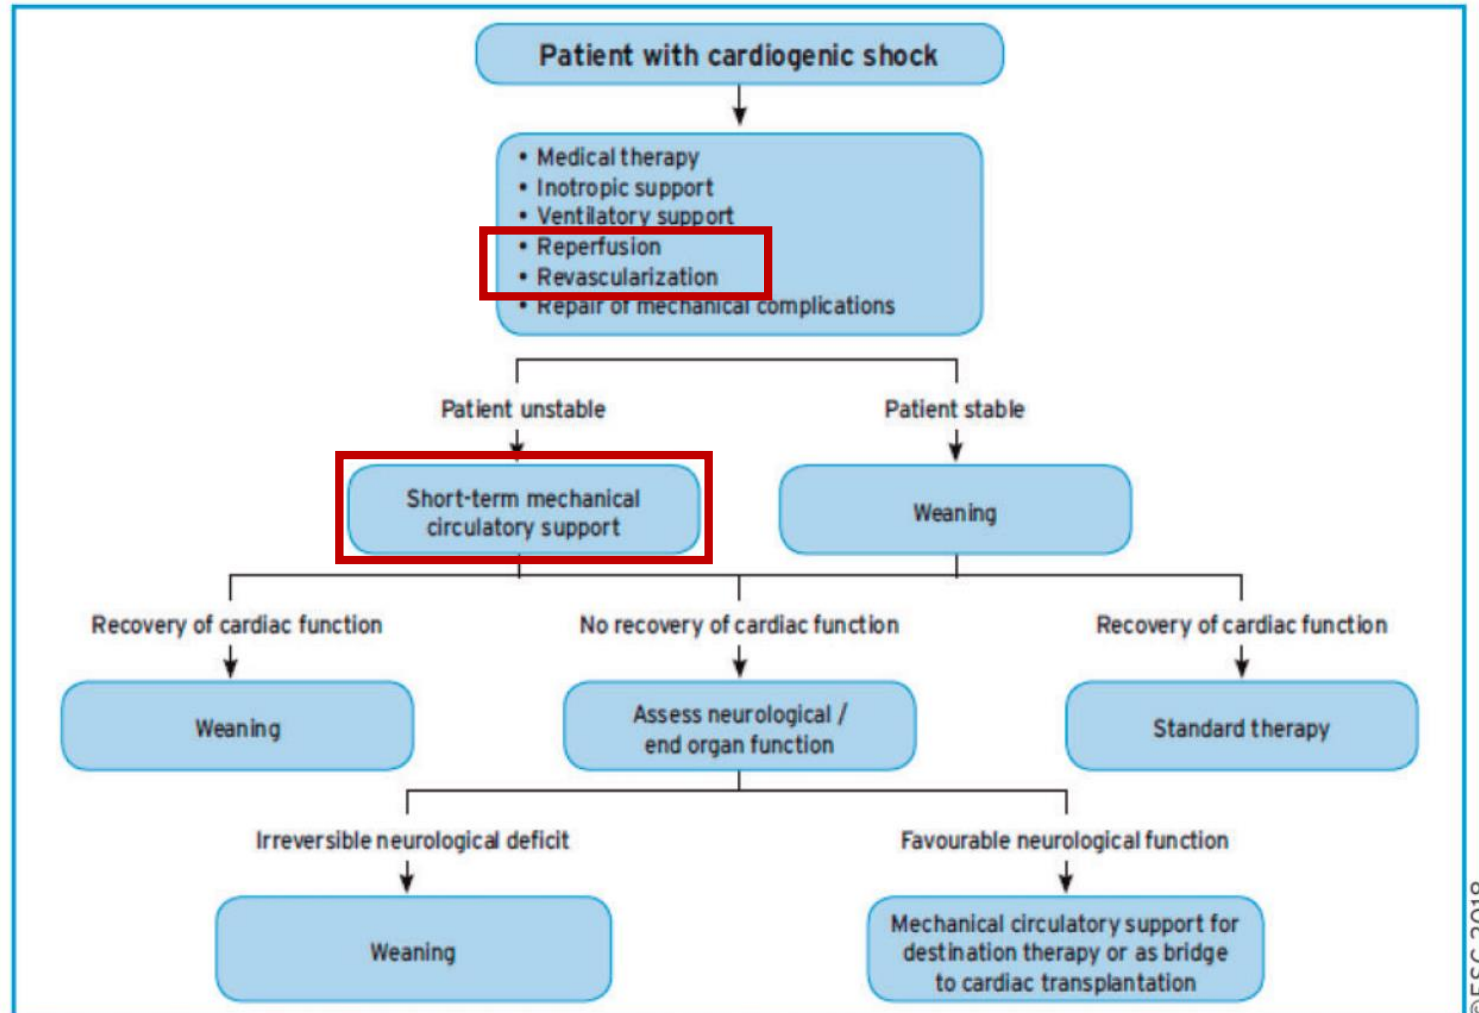 Patient with cardiogenic shock
• Medical therapy
• Inotropic support
• Ventilatory support
• Reperfusion
• Revascularization
• Repair of mechanical complications
Patient unstable
Patient stable
Short-term mechanical
circulatory support
Weaning
Recovery of cardiac function
No recovery of cardiac function
Recovery of cardiac function
Weaning
Assess neurological /
end organ function
Standard therapy
Irreversible neurological deficit
Favourable neurological function
Weaning
Mechanical circulatory support for
destination therapy or as bridge
to cardiac transplantation
©ESC 2018